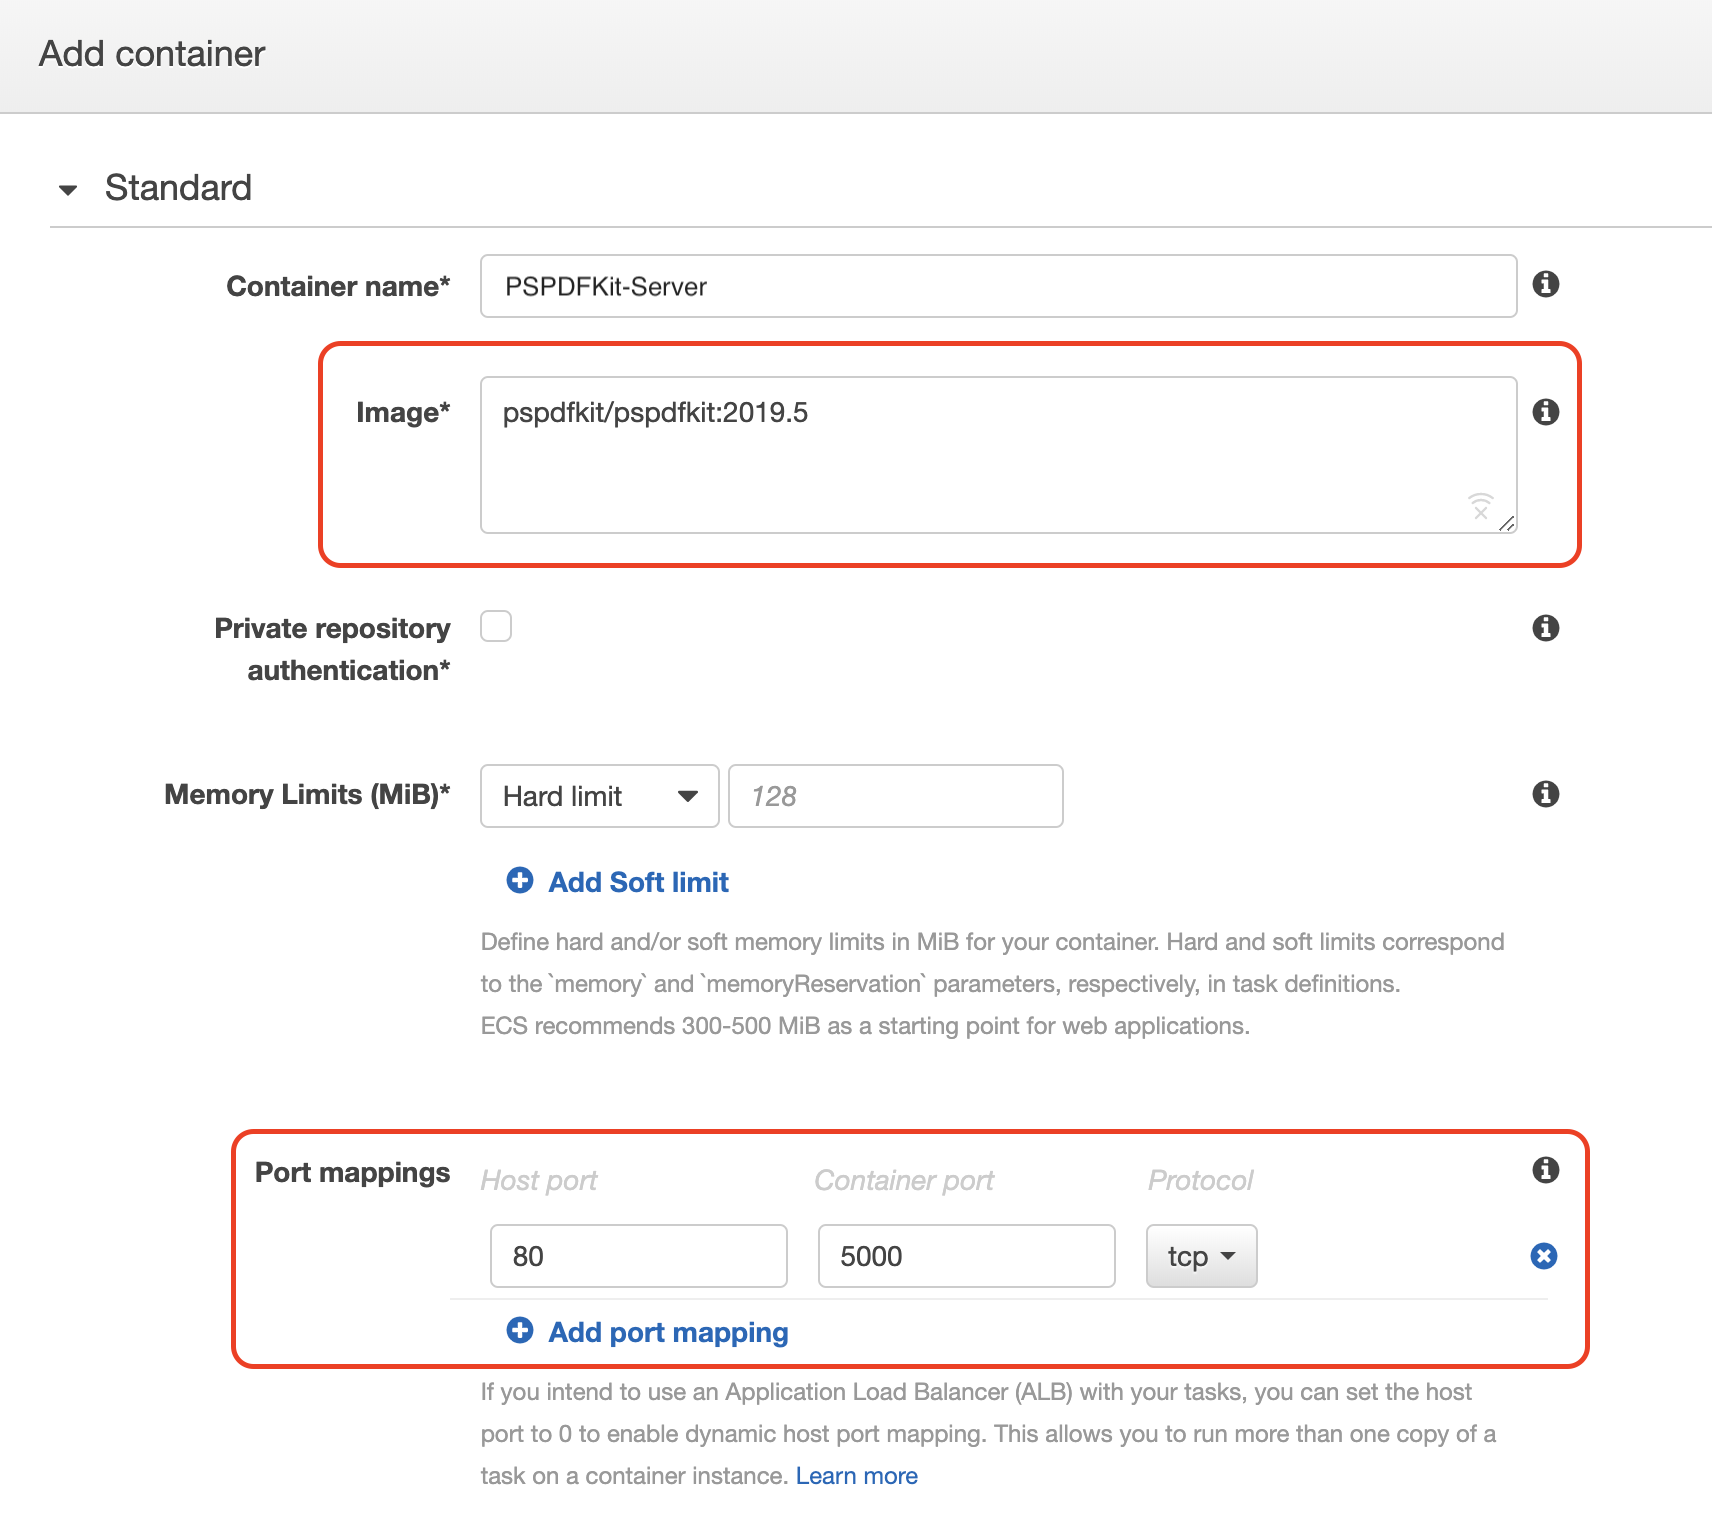 Add container
Standard
Container name*
PSPDFKit-Server
Image*
pspdfkit/pspdfkit:2019.5
Private repository
authentication*
Memory Limits (MiB)*
Hard limit
128
Add Soft limit
Define hard and/or soft memory limits in MiB for your container. Hard and soft limits correspond
to the `memory` and `memoryReservation` parameters, respectively, in task definitions.
ECS recommends 300-500 MiB as a starting point for web applications.
Port mappings
Host port
Container port
Protocol
80
5000
tcp
Add port mapping
If you intend to use an Application Load Balancer (ALB) with your tasks, you can set the host
port to 0 to enable dynamic host port mapping. This allows you to run more than one copy of a
task on a container instance. Learn more